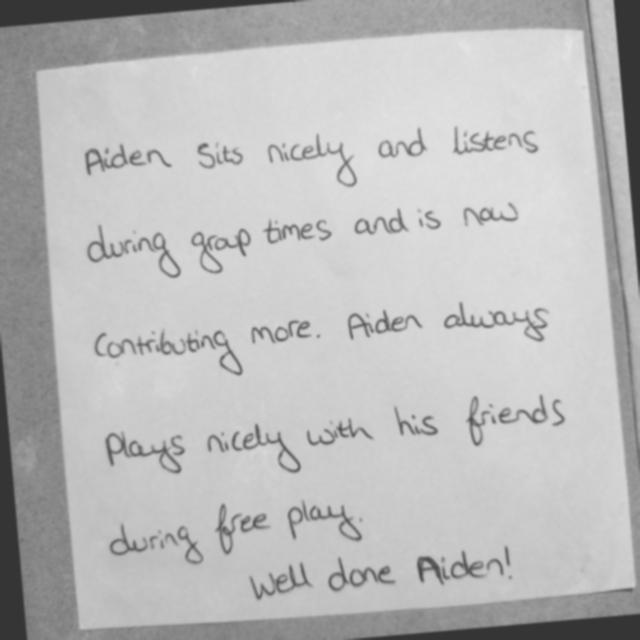 Aiden sits nicely and listens
during group times and is now
contributing more. Aiden always
plays nicely with his friends
during free play.
Well done Aiden!